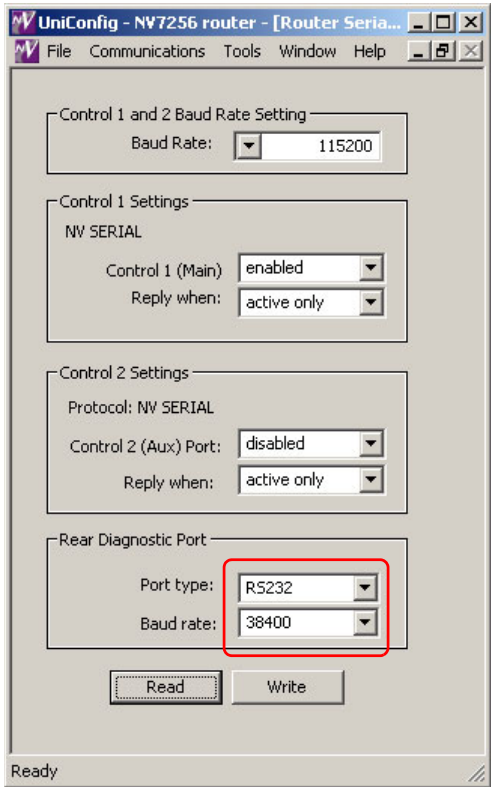 UniConfig - NV7256 router - [Router Seria...
File Communications Tools Window Help
Control 1 and 2 Baud Rate Setting
Baud Rate: 115200
Control 1 Settings
NV SERIAL
Control 1 (Main) enabled
Reply when: active only
Control 2 Settings
Protocol: NV SERIAL
Control 2 (Aux) Port: disabled
Reply when: active only
Rear Diagnostic Port
Port type: RS232
Baud rate: 38400
Read Write
Ready